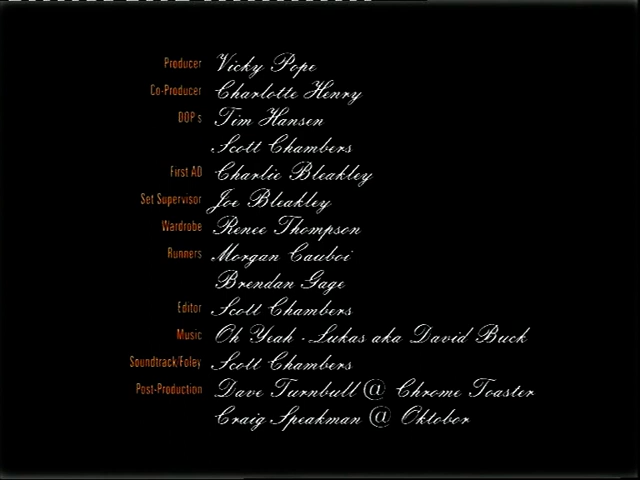 Producer Vicky Pope
Co-Producer Charlotte Henry
DOP's Tim Hansen
Scott Chambers
First AD Charlie Bleakley
Set Supervisor Joe Bleakley
Wardrobe Renee Thompson
Runners Morgan Cauboi
Brendan Gage
Editor Scott Chambers
Music Oh Yeah - Lukas aka David Buck
Soundtrack/Foley Scott Chambers
Post-Production Dave Turnbull @ Chrome Toaster
Craig Speakman @ Oktobor